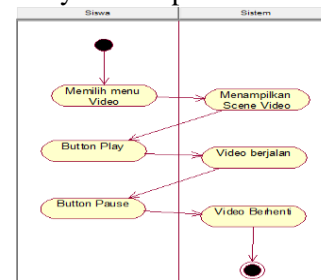 Siswa
Sistem
Memilih menu
Video
Menampilkan
Scene Video
Button Play
Video berjalan
Button Pause
Video Berhenti